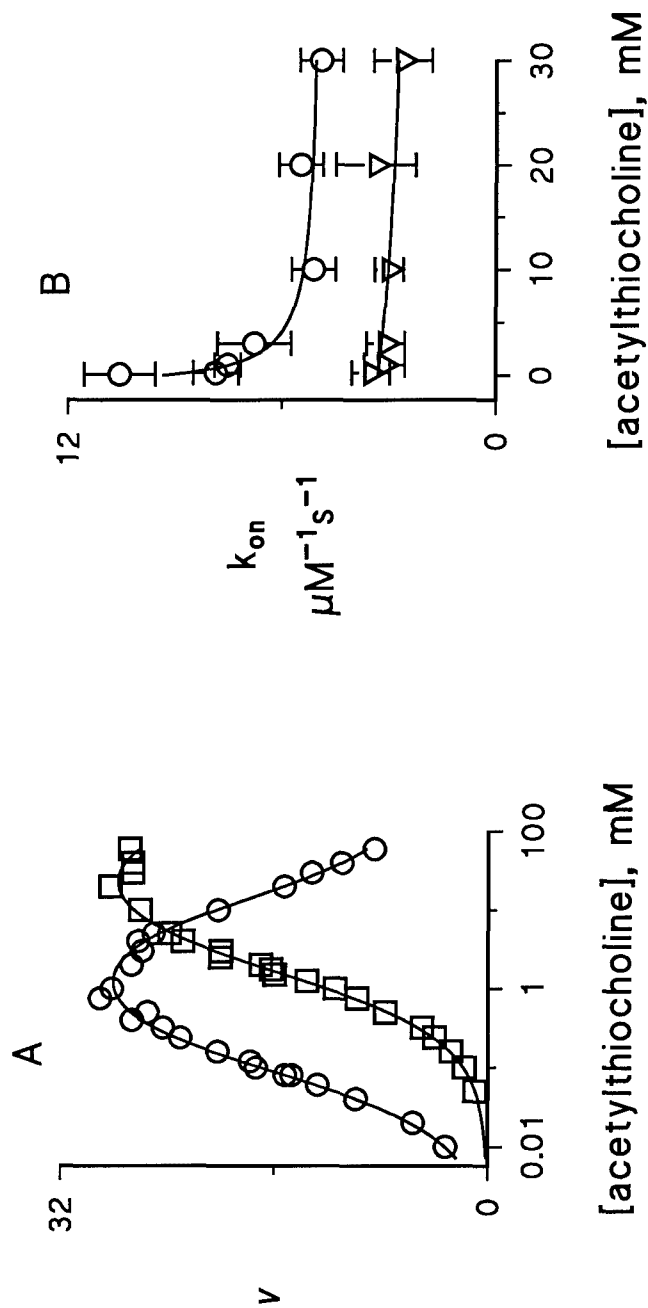 A
32
v
0
0.01
1
100
[acetylthiocholine], mM
B
12
k_on
μM⁻¹s⁻¹
0
0
10
20
30
[acetylthiocholine], mM